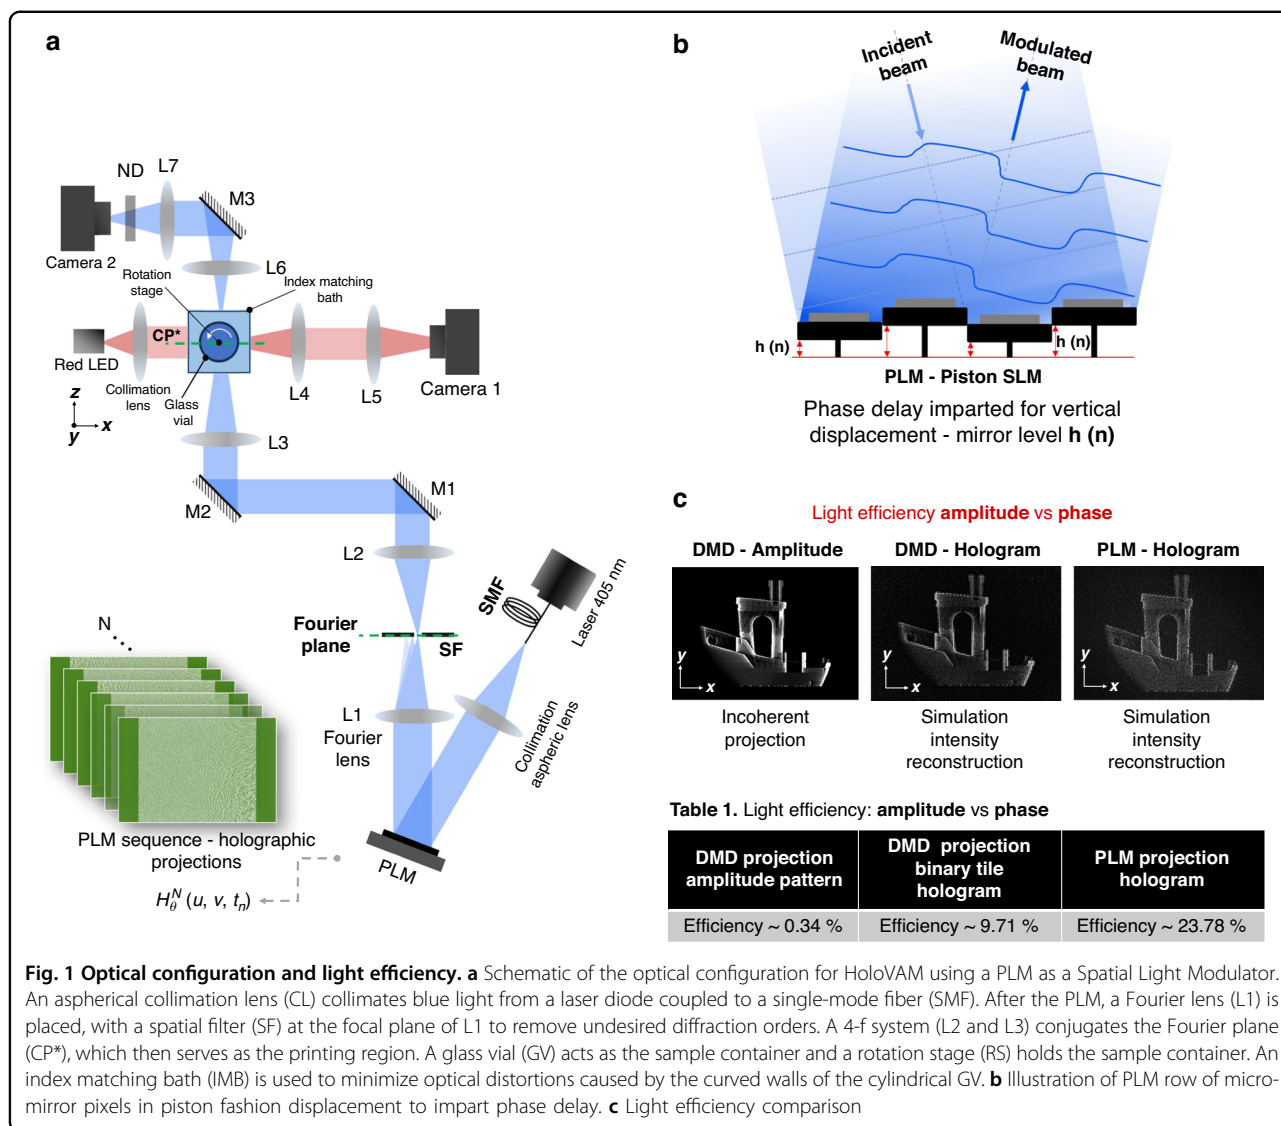 a
ND
L7
M3
Camera 2
L6
Rotation
stage
Index matching
bath
CP*
Red LED
Collimation
lens
Glass
vial
L4
L5
Camera 1
z
y
x
L3
M2
M1
L2
SMF
Laser 405 nm
Fourier
plane
SF
L1
Fourier
lens
Collimation
aspheric lens
N
PLM
PLM sequence - holographic
projections
H_θ^N (u, v, t_n)
b
Incident
beam
Modulated
beam
h (n)
h (n)
PLM - Piston SLM
Phase delay imparted for vertical
displacement - mirror level h (n)
c
Light efficiency amplitude vs phase
DMD - Amplitude
DMD - Hologram
PLM - Hologram
y
x
y
x
y
x
Incoherent
projection
Simulation
intensity
reconstruction
Simulation
intensity
reconstruction
Table 1. Light efficiency: amplitude vs phase
DMD projection
amplitude pattern
DMD projection
binary tile
hologram
PLM projection
hologram
Efficiency ~ 0.34 %
Efficiency ~ 9.71 %
Efficiency ~ 23.78 %
Fig. 1 Optical configuration and light efficiency. a Schematic of the optical configuration for HoloVAM using a PLM as a Spatial Light Modulator.
An aspherical collimation lens (CL) collimates blue light from a laser diode coupled to a single-mode fiber (SMF). After the PLM, a Fourier lens (L1) is
placed, with a spatial filter (SF) at the focal plane of L1 to remove undesired diffraction orders. A 4-f system (L2 and L3) conjugates the Fourier plane
(CP*), which then serves as the printing region. A glass vial (GV) acts as the sample container and a rotation stage (RS) holds the sample container. An
index matching bath (IMB) is used to minimize optical distortions caused by the curved walls of the cylindrical GV. b Illustration of PLM row of micro-
mirror pixels in piston fashion displacement to impart phase delay. c Light efficiency comparison